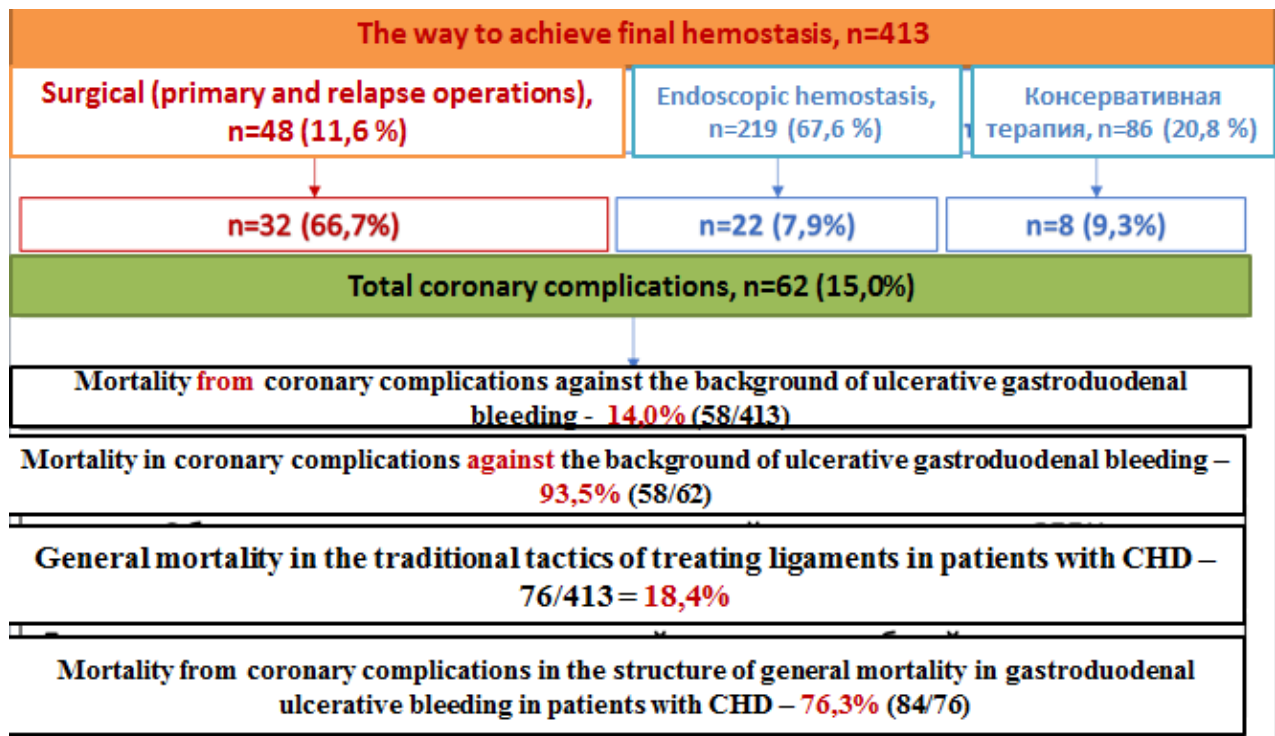 The way to achieve final hemostasis, n=413
Surgical (primary and relapse operations),
n=48 (11,6 %)
Endoscopic hemostasis,
n=219 (67,6 %)
Консервативная
терапия, n=86 (20,8 %)
n=32 (66,7%)
n=22 (7,9%)
n=8 (9,3%)
Total coronary complications, n=62 (15,0%)
Mortality from coronary complications against the background of ulcerative gastroduodenal
bleeding - 14,0% (58/413)
Mortality in coronary complications against the background of ulcerative gastroduodenal bleeding –
93,5% (58/62)
General mortality in the traditional tactics of treating ligaments in patients with CHD –
76/413 = 18,4%
Mortality from coronary complications in the structure of general mortality in gastroduodenal
ulcerative bleeding in patients with CHD – 76,3% (84/76)